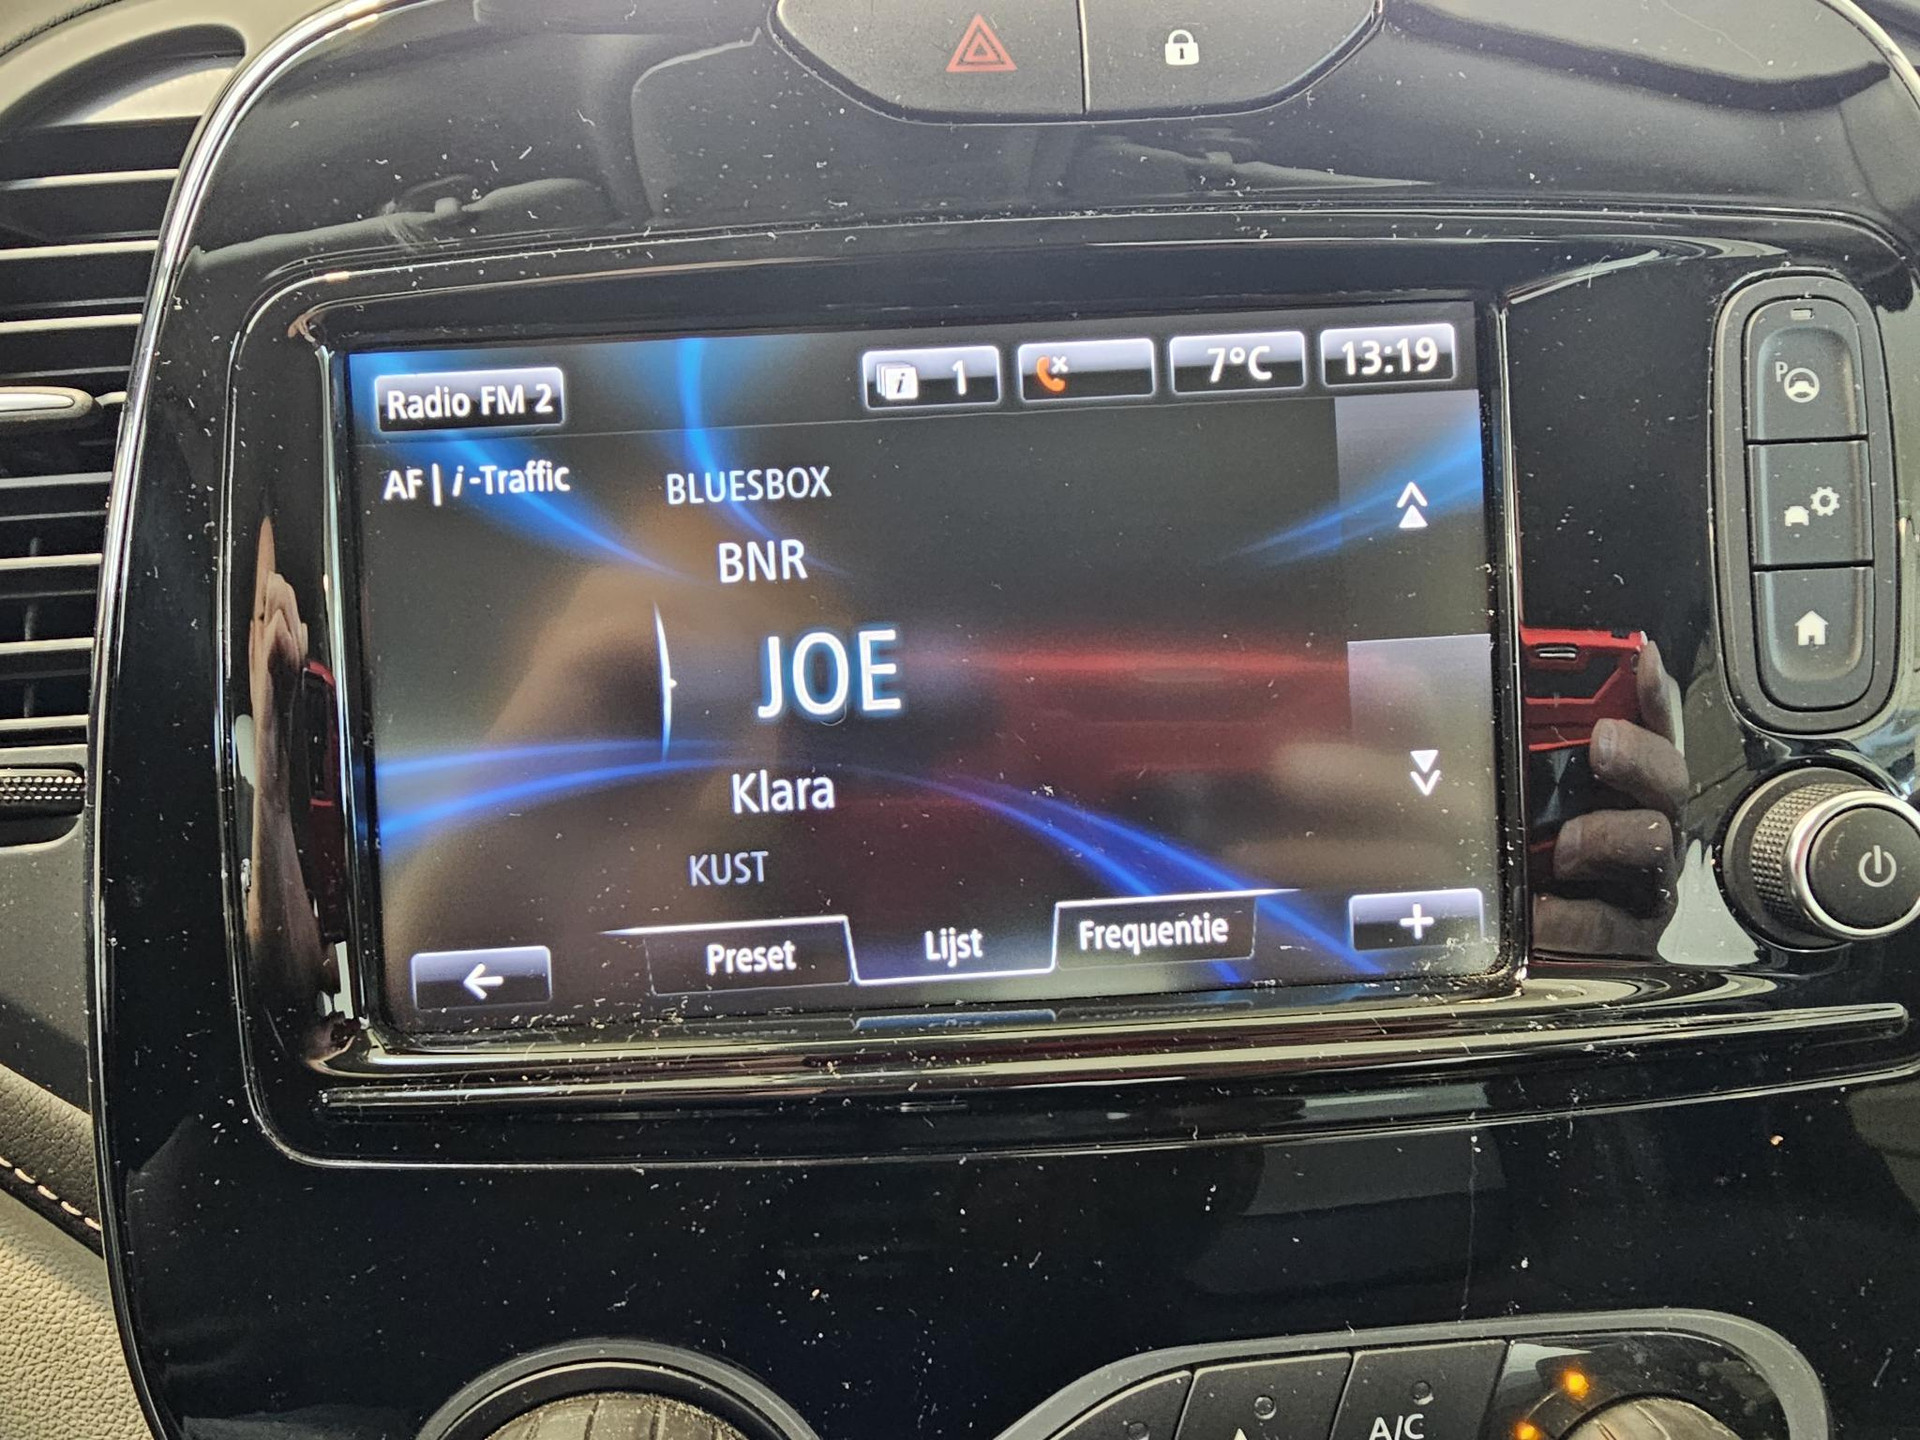 1
7°C
13:19
Radio FM 2
AF | i-Traffic
BLUESBOX
BNR
JOE
Klara
KUST
Preset
Lijst
Frequentie
+
P
A/C